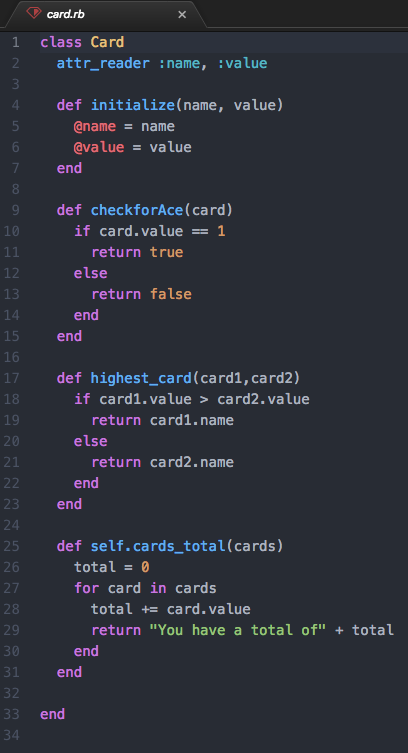 card.rb ×
1 class Card
2   attr_reader :name, :value
3
4   def initialize(name, value)
5     @name = name
6     @value = value
7   end
8
9   def checkforAce(card)
10     if card.value == 1
11       return true
12     else
13       return false
14     end
15   end
16
17   def highest_card(card1,card2)
18     if card1.value > card2.value
19       return card1.name
20     else
21       return card2.name
22     end
23   end
24
25   def self.cards_total(cards)
26     total = 0
27     for card in cards
28       total += card.value
29       return "You have a total of" + total
30     end
31   end
32
33 end
34